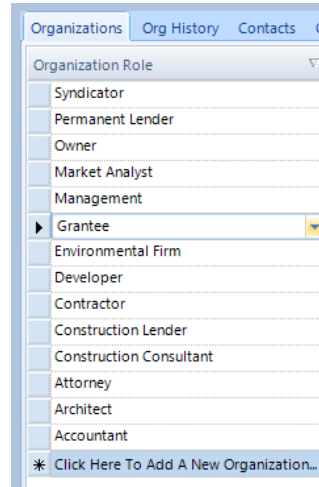 Organizations Org History Contacts
Organization Role
Syndicator
Permanent Lender
Owner
Market Analyst
Management
Grantee
Environmental Firm
Developer
Contractor
Construction Lender
Construction Consultant
Attorney
Architect
Accountant
Click Here To Add A New Organization...